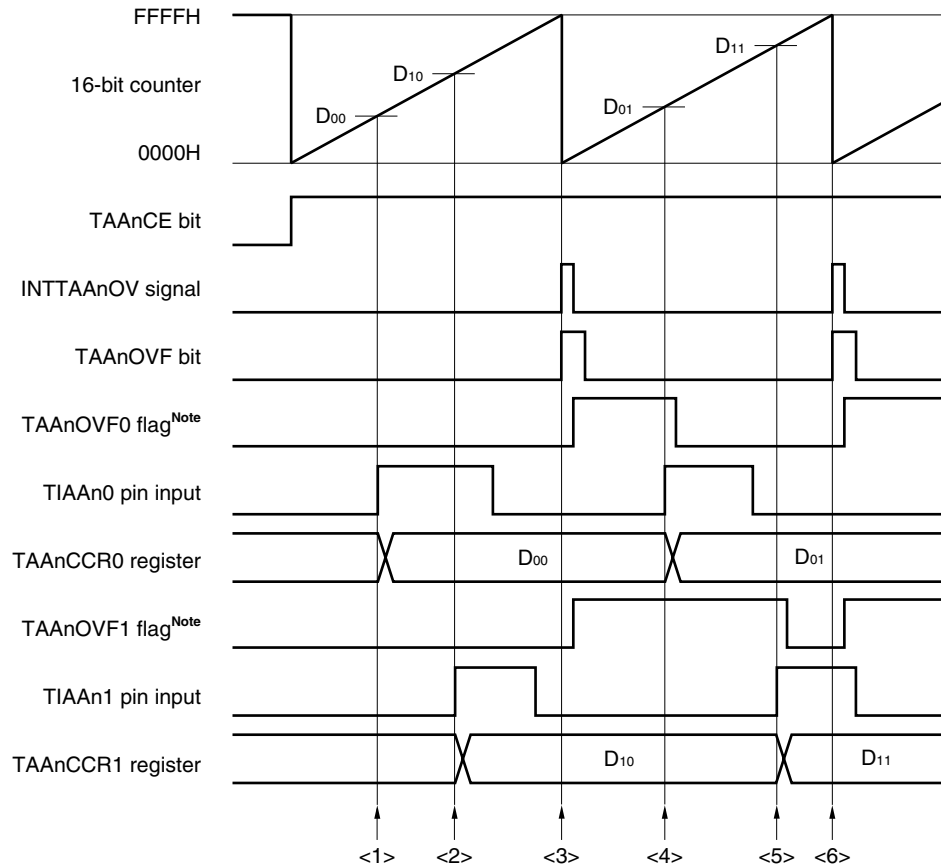 FFFFH
D11
D10
16-bit counter
D01
D00
0000H
TAAnCE bit
INTTAAnOV signal
TAAnOVF bit
TAAnOVF0 flagNote
TIAAn0 pin input
TAAnCCR0 register D00 D01
TAAnOVF1 flagNote
TIAAn1 pin input
TAAnCCR1 register D10 D11
<1> <2> <3> <4> <5> <6>